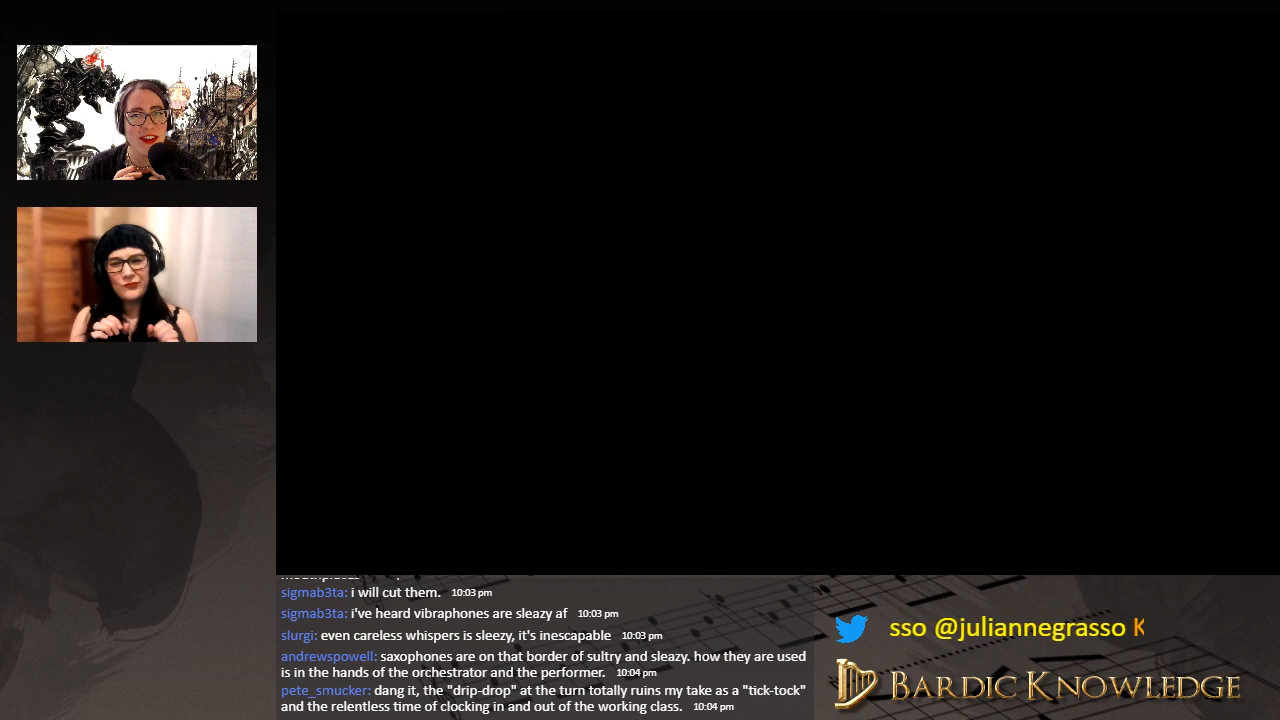 sigmab3ta: i will cut them. 10:03 pm
sigmab3ta: i've heard vibraphones are sleazy af 10:03 pm
slurgi: even careless whispers is sleezy, it's inescapable 10:03 pm
andrewspowell: saxophones are on that border of sultry and sleazy. how they are used
is in the hands of the orchestrator and the performer. 10:04 pm
pete_smucker: dang it, the "drip-drop" at the turn totally ruins my take as a "tick-tock"
and the relentless time of clocking in and out of the working class. 10:04 pm
sso @juliannegrasso K
BARDIC KNOWLEDGE